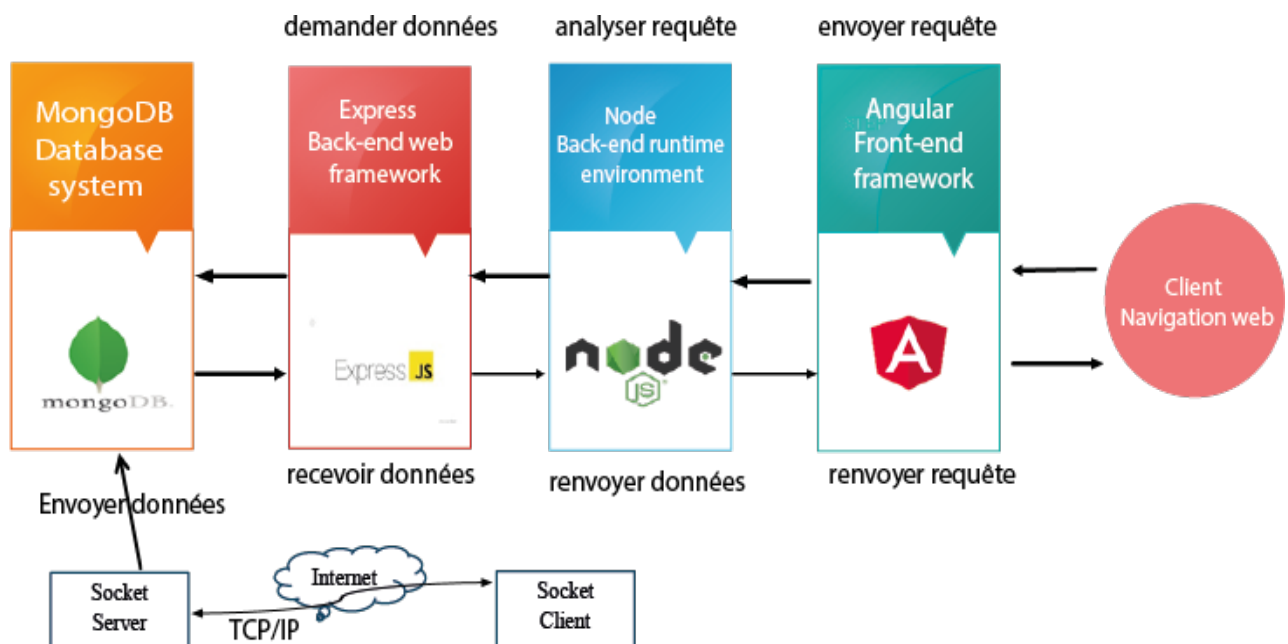 demander données
analyser requête
envoyer requête
MongoDB
Database
system
Express
Back-end web
framework
Node
Back-end runtime
environment
Angular
Front-end
framework
Client
Navigation web
mongoDB.
Express JS
node
JS
A
recevoir données
renvoyer données
renvoyer requête
Envoyer données
Socket
Server
Internet
TCP/IP
Socket
Client